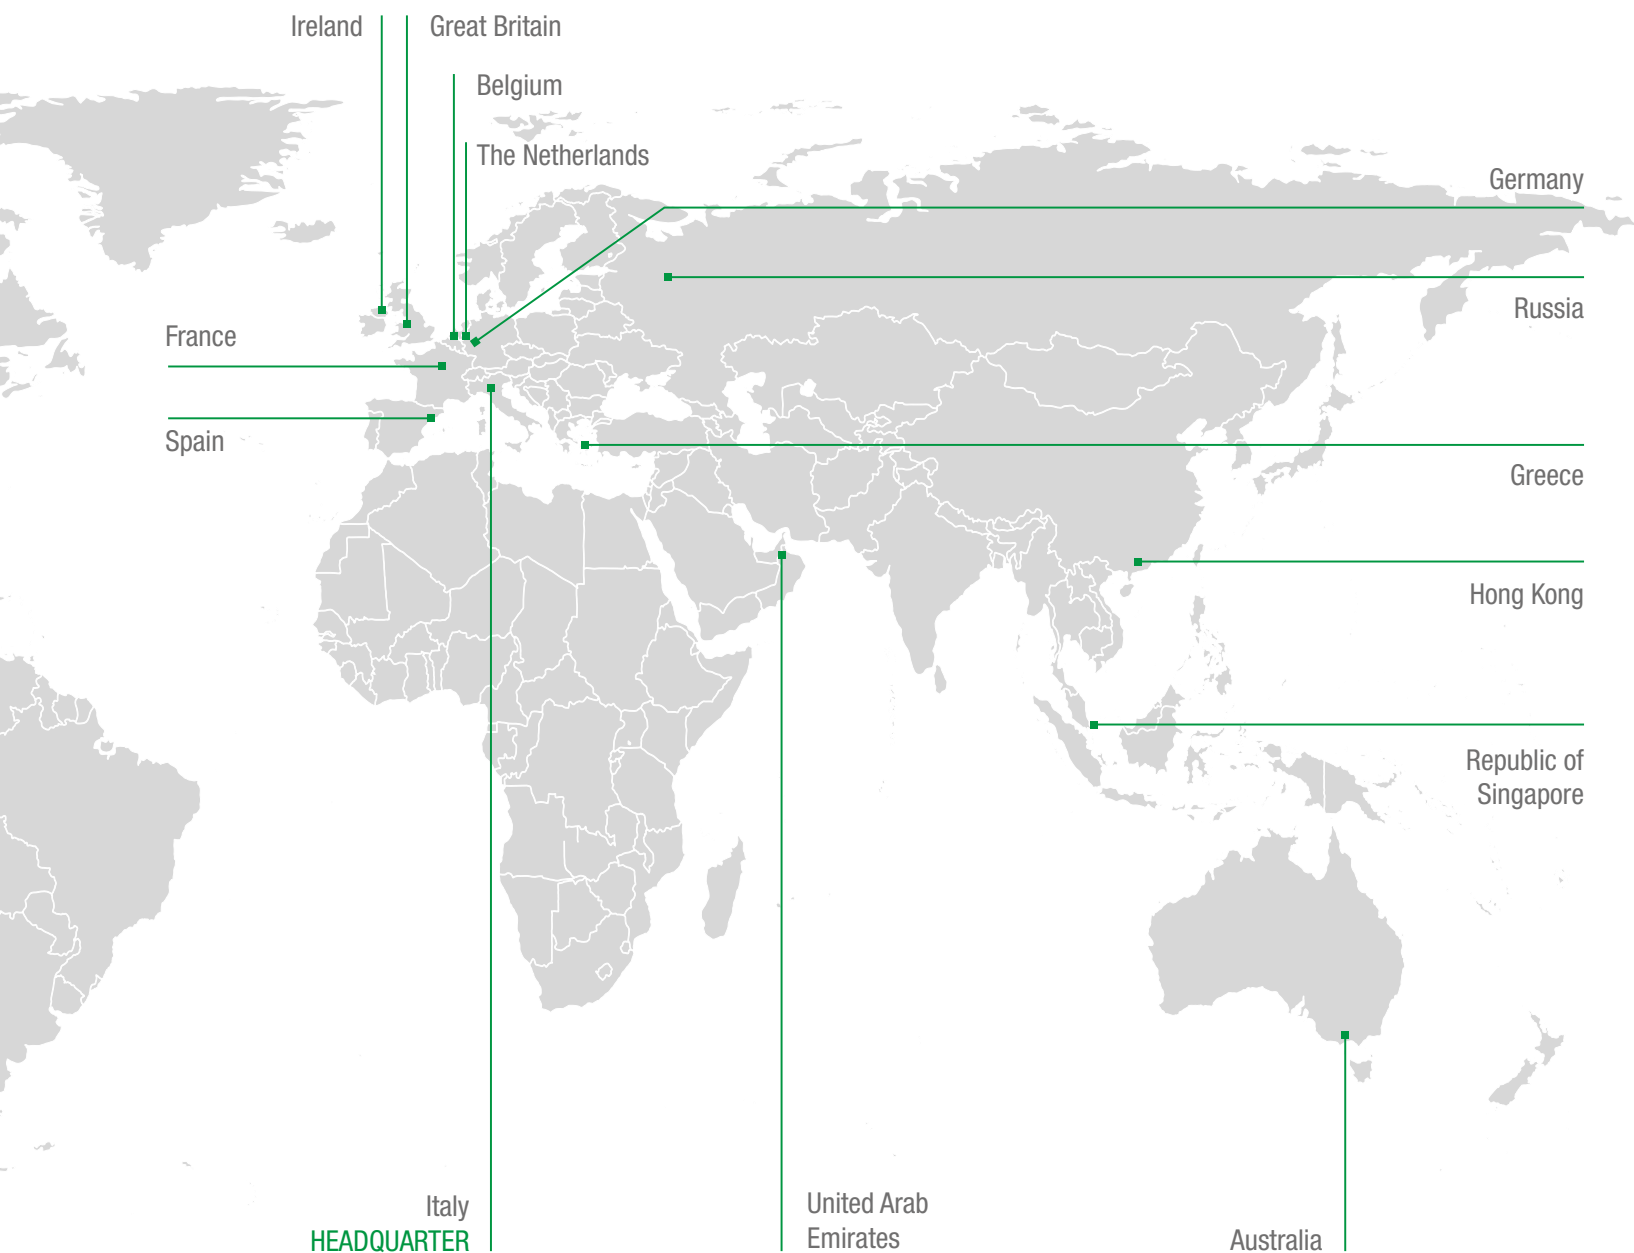 Ireland
Great Britain
Belgium
The Netherlands
Germany
Russia
France
Spain
Greece
Hong Kong
Republic of
Singapore
Italy
HEADQUARTER
United Arab
Emirates
Australia